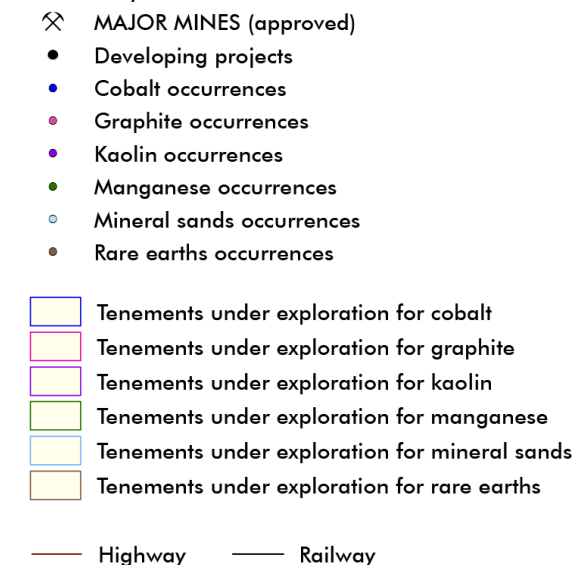 MAJOR MINES (approved)
Developing projects
Cobalt occurrences
Graphite occurrences
Kaolin occurrences
Manganese occurrences
Mineral sands occurrences
Rare earths occurrences
Tenements under exploration for cobalt
Tenements under exploration for graphite
Tenements under exploration for kaolin
Tenements under exploration for manganese
Tenements under exploration for mineral sands
Tenements under exploration for rare earths
Highway Railway